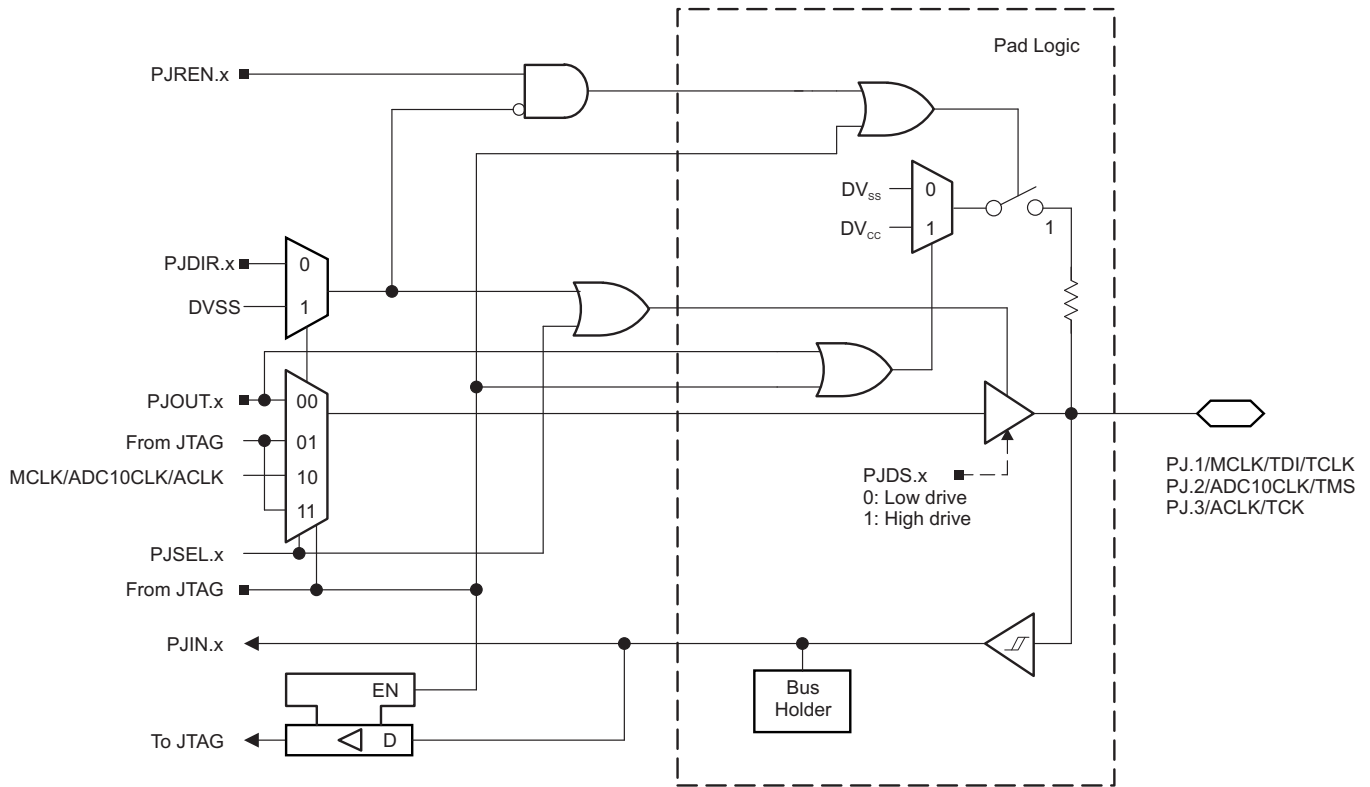 Pad Logic
PJREN.x
DVSS
0
DVCC
1
1
PJDIR.x
0
DVSS
1
PJOUT.x
00
From JTAG
01
MCLK/ADC10CLK/ACLK
10
11
PJDS.x
0: Low drive
1: High drive
PJ.1/MCLK/TDI/TCLK
PJ.2/ADC10CLK/TMS
PJ.3/ACLK/TCK
PJSEL.x
From JTAG
PJIN.x
EN
Bus
Holder
To JTAG
D